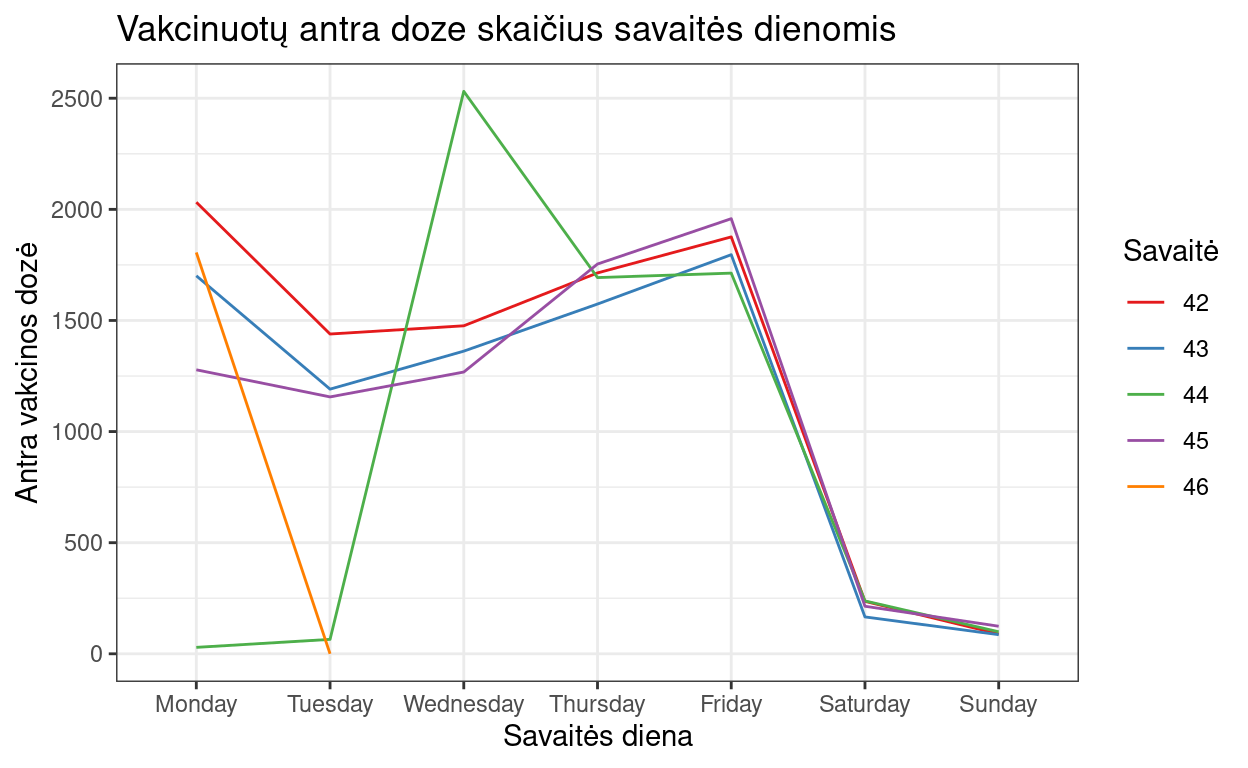 Vakcinuotų antra doze skaičius savaitės dienomis
Antra vakcinos dozė
2500
2000
1500
1000
500
0
Monday Tuesday Wednesday Thursday Friday Saturday Sunday
Savaitės diena
Savaitė
42
43
44
45
46